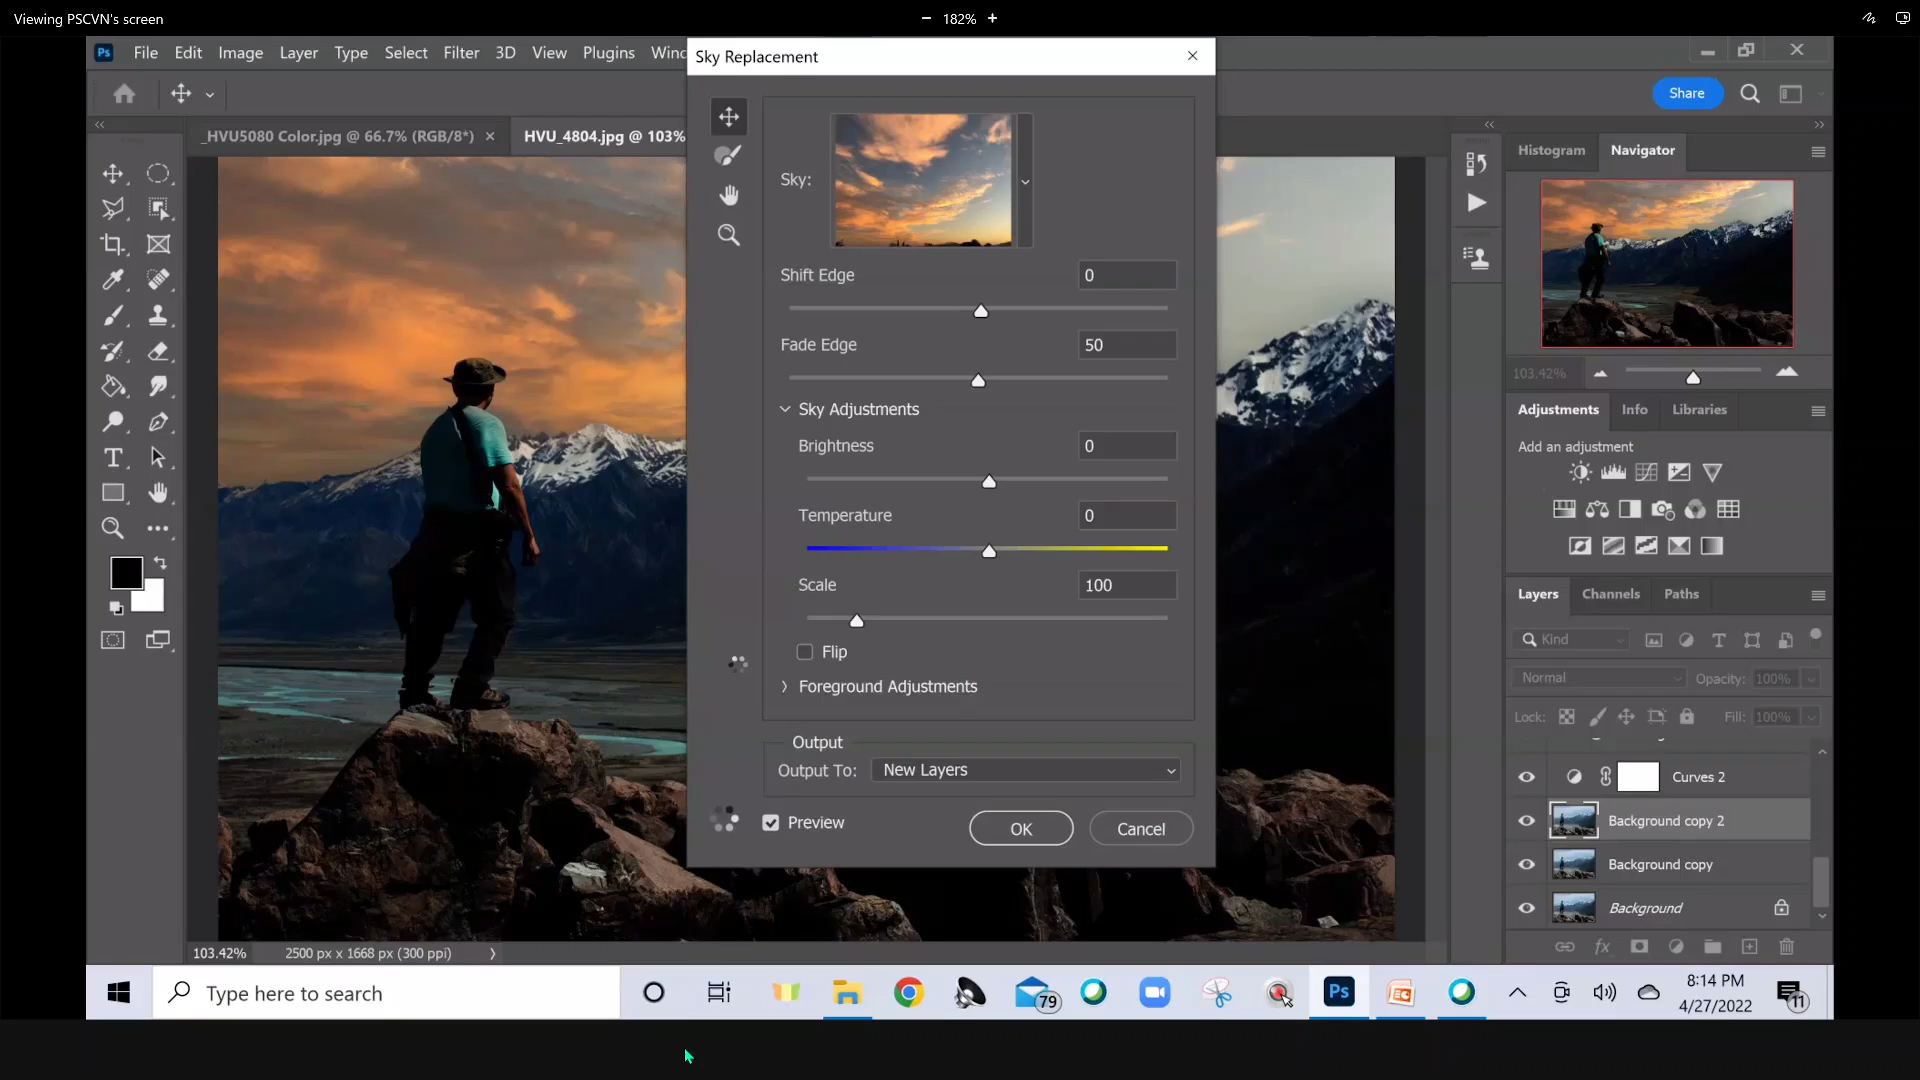 Viewing PSCVN's screen
− 182% +
Ps File Edit Image Layer Type Select Filter 3D View Plugins Wind
Sky Replacement
Share
_HVU5080 Color.jpg @ 66.7% (RGB/8*) ×
HVU_4804.jpg @ 103%
Sky:
Shift Edge 0
Fade Edge 50
Sky Adjustments
Brightness 0
Temperature 0
Scale 100
Flip
Foreground Adjustments
Output
Output To: New Layers
Preview
OK Cancel
Histogram Navigator
103.42%
Adjustments Info Libraries
Add an adjustment
Layers Channels Paths
Kind
Normal Opacity: 100%
Lock: Fill: 100%
Curves 2
Background copy 2
Background copy
Background
fx
103.42% 2500 px x 1668 px (300 ppi)
Type here to search
79
Ps
8:14 PM
4/27/2022
11